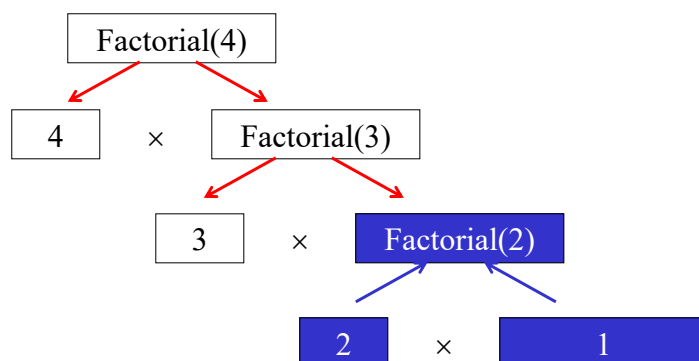 Factorial(4)
4 × Factorial(3)
3 × Factorial(2)
2 × 1